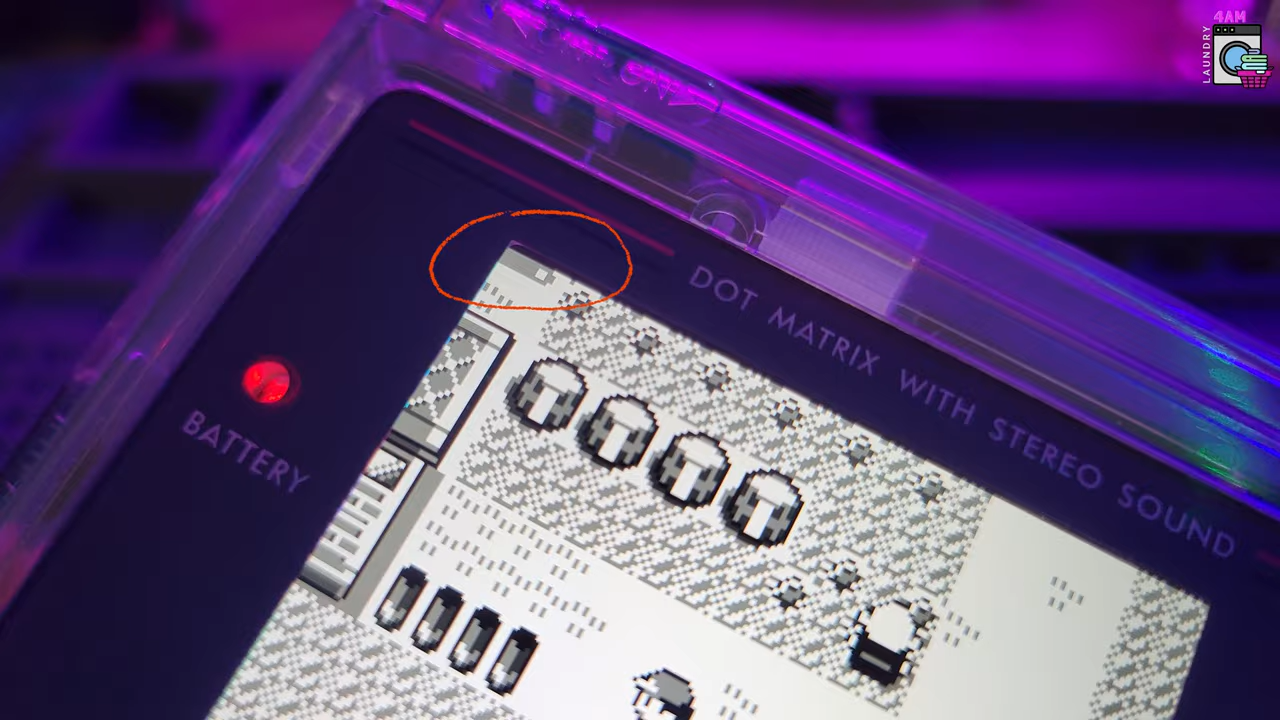 4AM
LAUNDRY
DOT MATRIX WITH STEREO SOUND
BATTERY